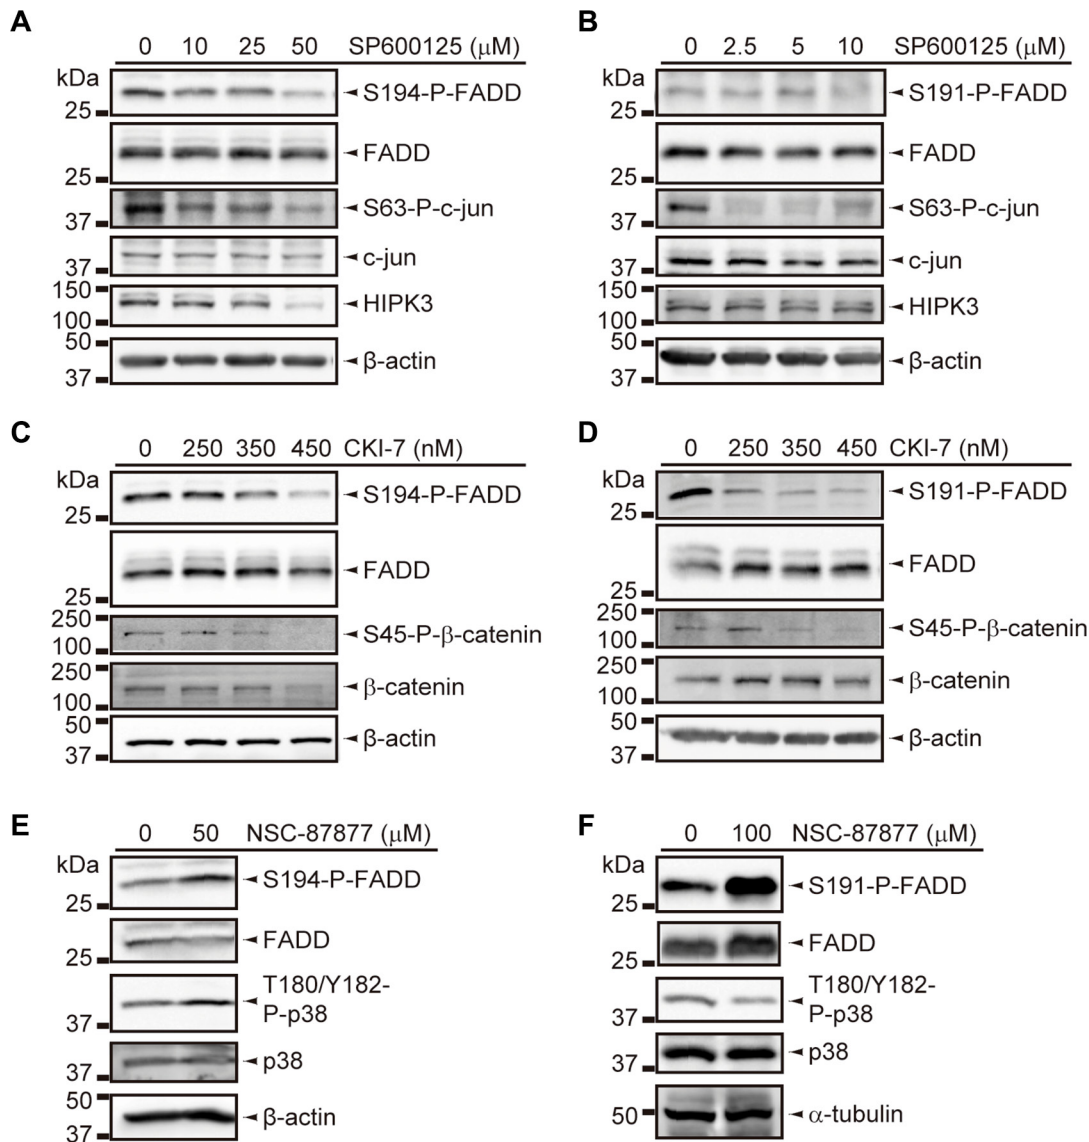 A
0 10 25 50 SP600125 (μM)
kDa
25 S194-P-FADD
25 FADD
37 S63-P-c-jun
37 c-jun
150
100 HIPK3
50
37 β-actin
B
0 2.5 5 10 SP600125 (μM)
kDa
25 S191-P-FADD
25 FADD
37 S63-P-c-jun
37 c-jun
150
100 HIPK3
50
37 β-actin
C
0 250 350 450 CKI-7 (nM)
kDa
25 S194-P-FADD
25 FADD
250
100 S45-P-β-catenin
250
100 β-catenin
50
37 β-actin
D
0 250 350 450 CKI-7 (nM)
kDa
25 S191-P-FADD
25 FADD
250
100 S45-P-β-catenin
250
100 β-catenin
50
37 β-actin
E
0 50 NSC-87877 (μM)
kDa
25 S194-P-FADD
25 FADD
T180/Y182-
37 P-p38
37 p38
50
37 β-actin
F
0 100 NSC-87877 (μM)
kDa
25 S191-P-FADD
25 FADD
T180/Y182-
37 P-p38
37 p38
50 α-tubulin